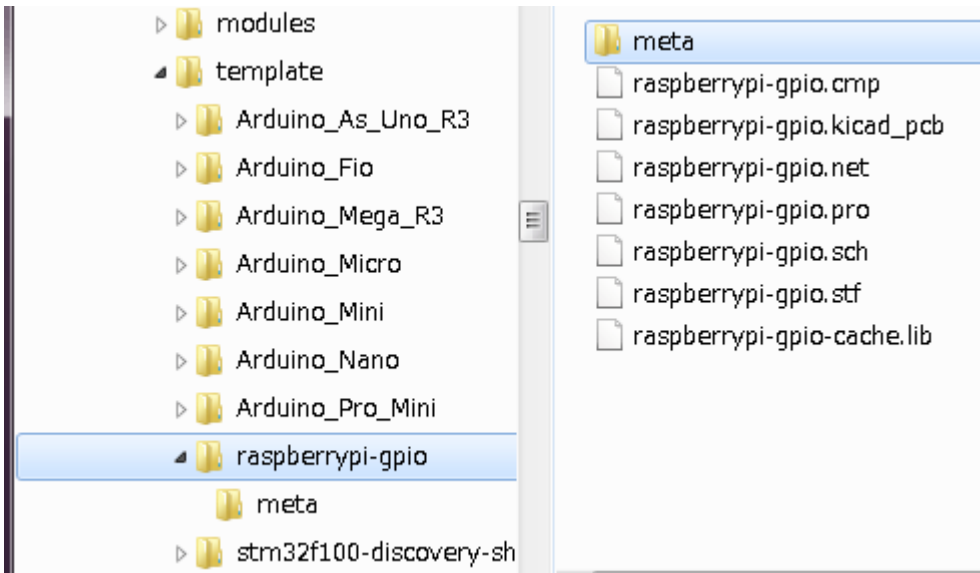 modules
template
Arduino_As_Uno_R3
Arduino_Fio
Arduino_Mega_R3
Arduino_Micro
Arduino_Mini
Arduino_Nano
Arduino_Pro_Mini
raspberrypi-gpio
meta
stm32f100-discovery-sh
meta
raspberrypi-gpio.cmp
raspberrypi-gpio.kicad_pcb
raspberrypi-gpio.net
raspberrypi-gpio.pro
raspberrypi-gpio.sch
raspberrypi-gpio.stf
raspberrypi-gpio-cache.lib